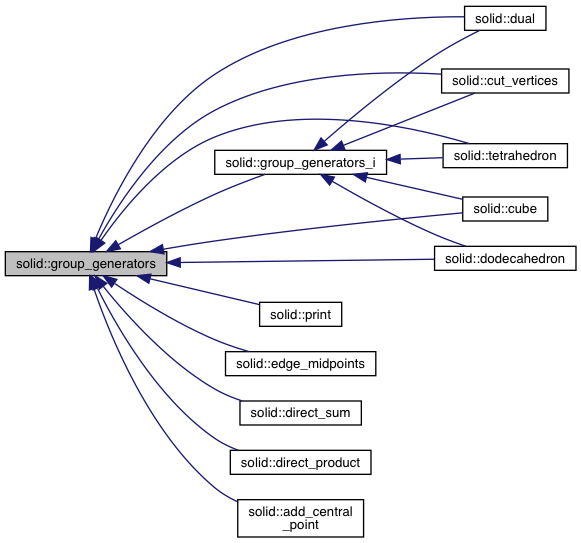 solid::dual
solid::cut_vertices
solid::tetrahedron
solid::group_generators_i
solid::cube
solid::dodecahedron
solid::group_generators
solid::print
solid::edge_midpoints
solid::direct_sum
solid::direct_product
solid::add_central
_point